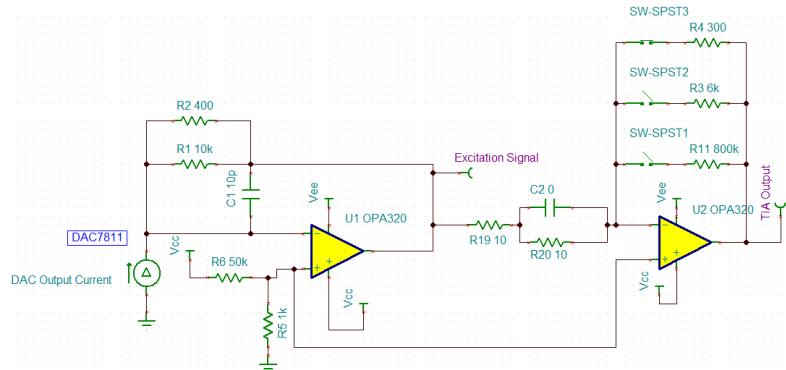 SW-SPST3
R4 300
SW-SPST2
R3 6k
R2 400
SW-SPST1
R1 10k
R11 800k
Excitation Signal
C1 10p
Vee
C2 0
Vee
TIA Output
U1 OPA320
U2 OPA320
DAC7811
Vcc
R19 10
R20 10
R6 50k
DAC Output Current
Vcc
Vcc
R5 1k